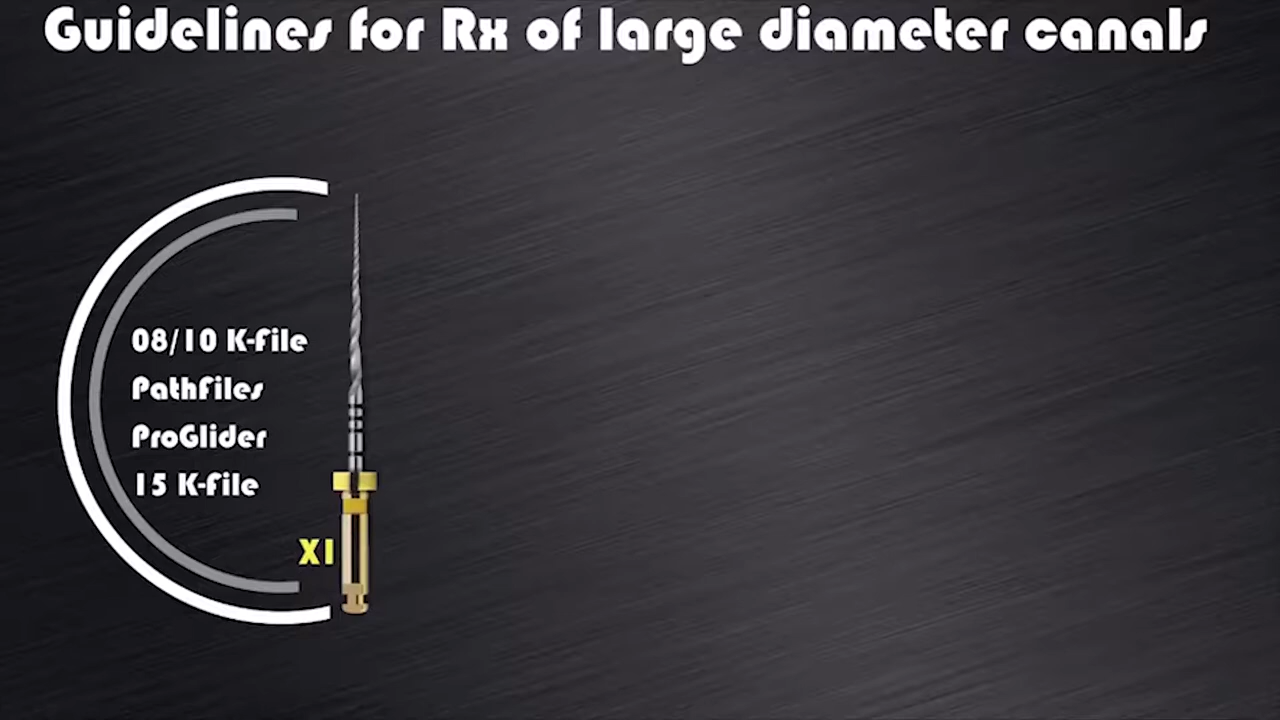 Guidelines for Rx of large diameter canals
08/10 K-File
PathFiles
ProGlider
15 K-File
X1